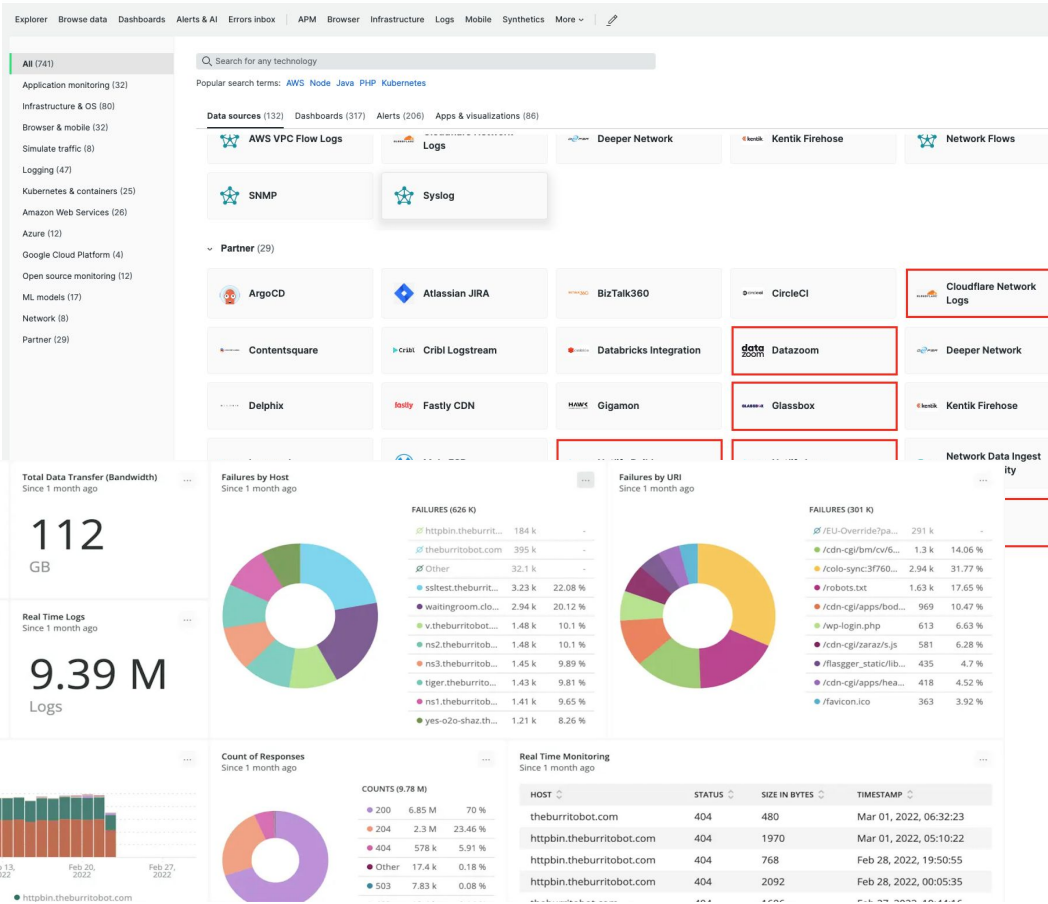 Explorer Browse data Dashboards Alerts & AI Errors inbox APM Browser Infrastructure Logs Mobile Synthetics More
All (741)
Application monitoring (32)
Infrastructure & OS (80)
Browser & mobile (32)
Simulate traffic (8)
Logging (47)
Kubernetes & containers (25)
Amazon Web Services (26)
Azure (12)
Google Cloud Platform (4)
Open source monitoring (12)
ML models (17)
Network (8)
Partner (29)
Search for any technology
Popular search terms: AWS Node Java PHP Kubernetes
Data sources (132) Dashboards (317) Alerts (206) Apps & visualizations (86)
AWS VPC Flow Logs
Logs
Deeper Network
Kentik Firehose
Network Flows
SNMP
Syslog
Partner (29)
ArgoCD
Atlassian JIRA
BizTalk360
CircleCI
Cloudflare Network
Logs
Contentsquare
Cribl Cribl Logstream
Databricks Integration
data
zoom
Datazoom
Deeper Network
Delphix
fastly Fastly CDN
HAWK Gigamon
Glassbox
kentik Kentik Firehose
Network Data Ingest
ity
Total Data Transfer (Bandwidth)
Since 1 month ago
112
GB
Real Time Logs
Since 1 month ago
9.39 M
Logs
Failures by Host
Since 1 month ago
FAILURES (626 K)
httpbin.theburrit... 184 k -
theburritobot.com 395 k -
Other 32.1 k -
ssltest.theburrit... 3.23 k 22.08 %
waitingroom.clo... 2.94 k 20.12 %
v.theburritobot.... 1.48 k 10.1 %
ns2.theburritob... 1.48 k 10.1 %
ns3.theburritob... 1.45 k 9.89 %
tiger.theburrito... 1.43 k 9.81 %
ns1.theburritob... 1.41 k 9.65 %
yes-o2o-shaz.th... 1.21 k 8.26 %
Failures by URI
Since 1 month ago
FAILURES (301 K)
/EU-Override?pa... 291 k -
/cdn-cgi/bm/cv/6... 1.3 k 14.06 %
/colo-sync:3f760... 2.94 k 31.77 %
/robots.txt 1.63 k 17.65 %
/cdn-cgi/apps/bod... 969 10.47 %
/wp-login.php 613 6.63 %
/cdn-cgi/zaraz/s.js 581 6.28 %
/flasgger_static/lib... 435 4.7 %
/cdn-cgi/apps/hea... 418 4.52 %
/favicon.ico 363 3.92 %
Feb 20,
2022
Feb 27,
2022
httpbin.theburritobot.com
Count of Responses
Since 1 month ago
COUNTS (9.78 M)
200 6.85 M 70 %
204 2.3 M 23.46 %
404 578 k 5.91 %
Other 17.4 k 0.18 %
503 7.83 k 0.08 %
Real Time Monitoring
Since 1 month ago
HOST STATUS SIZE IN BYTES TIMESTAMP
theburritobot.com 404 480 Mar 01, 2022, 06:32:23
httpbin.theburritobot.com 404 1970 Mar 01, 2022, 05:10:22
httpbin.theburritobot.com 404 768 Feb 28, 2022, 19:50:55
httpbin.theburritobot.com 404 2092 Feb 28, 2022, 00:05:35